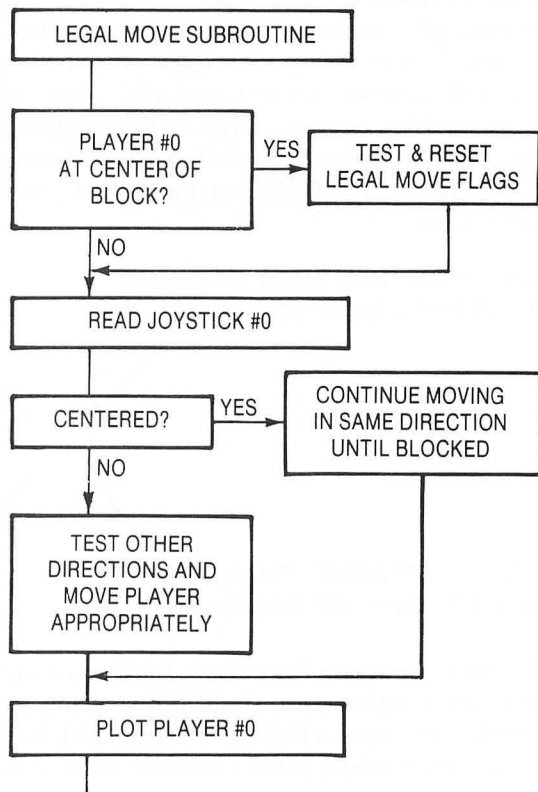 LEGAL MOVE SUBROUTINE
PLAYER #0
AT CENTER OF
BLOCK?
YES
TEST & RESET
LEGAL MOVE FLAGS
NO
READ JOYSTICK #0
CENTERED?
YES
CONTINUE MOVING
IN SAME DIRECTION
UNTIL BLOCKED
NO
TEST OTHER
DIRECTIONS AND
MOVE PLAYER
APPROPRIATELY
PLOT PLAYER #0